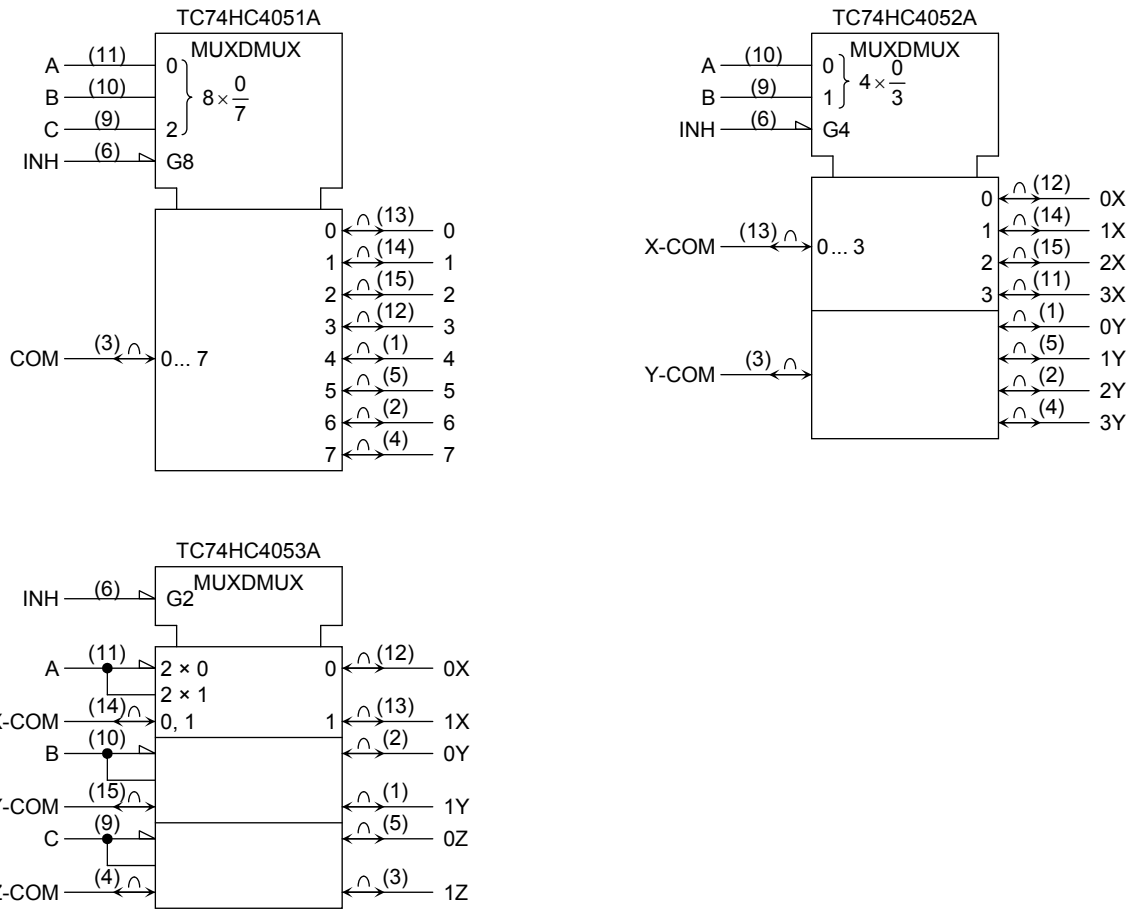 TC74HC4051A
MUXDMUX
A (11) 0
B (10) 8 × 0/7
C (9) 2
INH (6) G8
0 (13) 0
1 (14) 1
2 (15) 2
3 (12) 3
COM (3) 0... 7 4 (1) 4
5 (5) 5
6 (2) 6
7 (4) 7
TC74HC4052A
MUXDMUX
A (10) 0 4 × 0/3
B (9) 1
INH (6) G4
0 (12) 0X
1 (14) 1X
X-COM (13) 0... 3
2 (15) 2X
3 (11) 3X
(1) 0Y
(5) 1Y
Y-COM (3)
(2) 2Y
(4) 3Y
TC74HC4053A
MUXDMUX
INH (6) G2
A (11) 2 × 0 0 (12) 0X
2 × 1
X-COM (14) 0, 1 1 (13) 1X
B (10) (2) 0Y
Y-COM (15) (1) 1Y
C (9) (5) 0Z
Z-COM (4) (3) 1Z